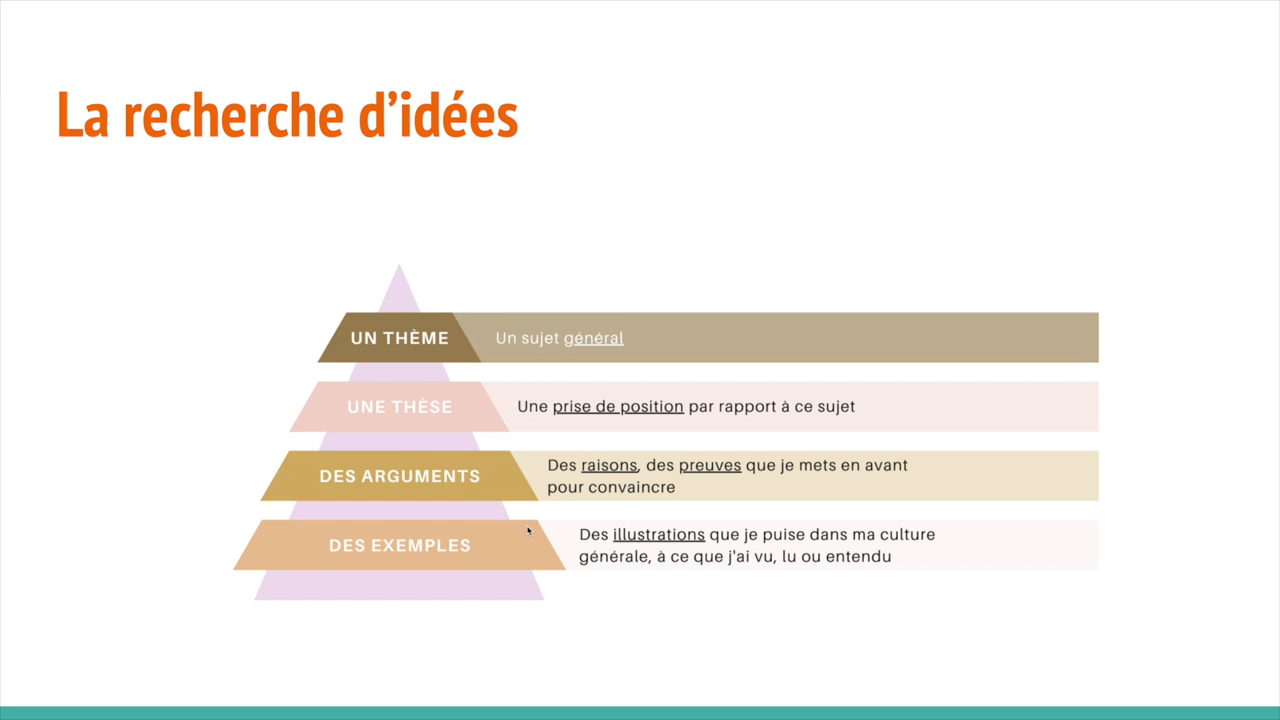 La recherche d’idées
UN THÈME
Un sujet général
UNE THÈSE
Une prise de position par rapport à ce sujet
DES ARGUMENTS
Des raisons, des preuves que je mets en avant
pour convaincre
DES EXEMPLES
Des illustrations que je puise dans ma culture
générale, à ce que j'ai vu, lu ou entendu